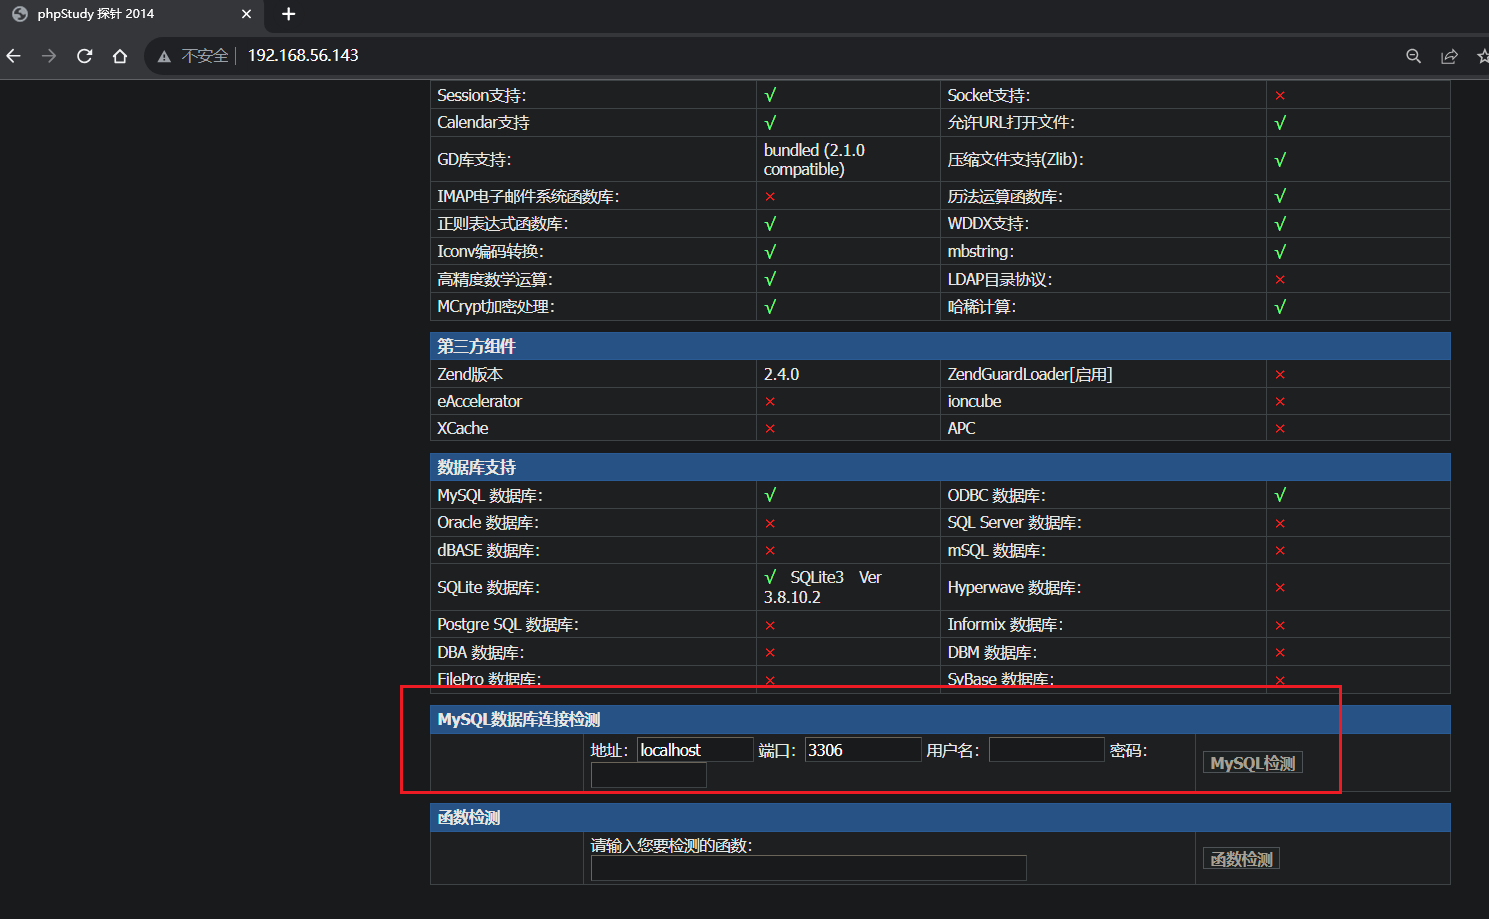 phpStudy 探针 2014
不安全 192.168.56.143
Session支持： √ Socket支持： ×
Calendar支持 √ 允许URL打开文件： √
GD库支持： bundled (2.1.0 compatible) 压缩文件支持(Zlib)： √
IMAP电子邮件系统函数库： × 历法运算函数库： √
正则表达式函数库： √ WDDX支持： √
Iconv编码转换： √ mbstring： √
高精度数学运算： √ LDAP目录协议： ×
MCrypt加密处理： √ 哈稀计算： √
第三方组件
Zend版本 2.4.0 ZendGuardLoader[启用] ×
eAccelerator × ioncube ×
XCache × APC ×
数据库支持
MySQL 数据库： √ ODBC 数据库： √
Oracle 数据库： × SQL Server 数据库： ×
dBASE 数据库： × mSQL 数据库： ×
SQLite 数据库： √ SQLite3 Ver 3.8.10.2 Hyperwave 数据库： ×
Postgre SQL 数据库： × Informix 数据库： ×
DBA 数据库： × DBM 数据库： ×
FilePro 数据库： × SyBase 数据库： ×
MySQL数据库连接检测
地址： localhost 端口： 3306 用户名： 密码：
MySQL检测
函数检测
请输入您要检测的函数：
函数检测